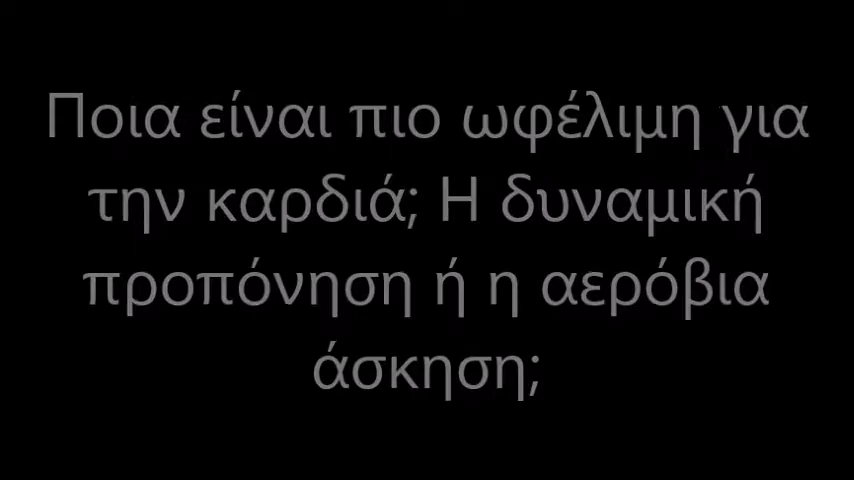 Ποια είναι πιο ωφέλιμη για
την καρδιά; Η δυναμική
προπόνηση ή η αερόβια
άσκηση;